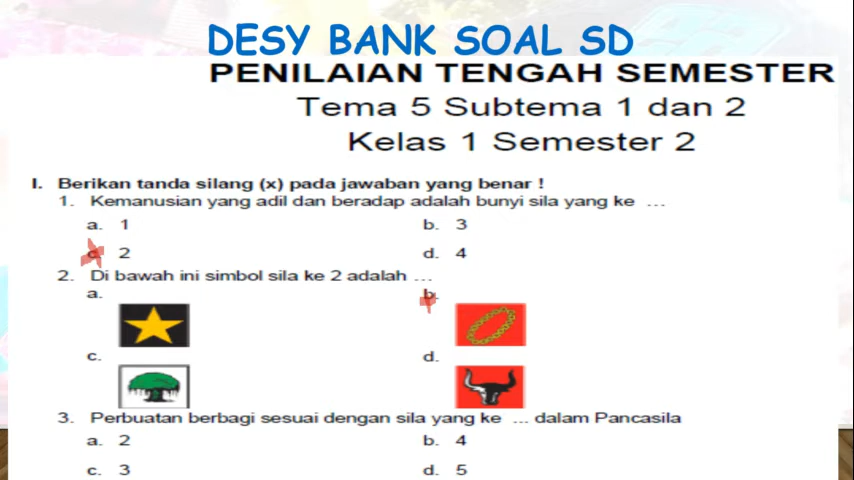 DESY BANK SOAL SD
PENILAIAN TENGAH SEMESTER
Tema 5 Subtema 1 dan 2
Kelas 1 Semester 2
I. Berikan tanda silang (x) pada jawaban yang benar !
1. Kemanusian yang adil dan beradap adalah bunyi sila yang ke ...
a. 1 b. 3
c. 2 d. 4
2. Di bawah ini simbol sila ke 2 adalah ...
a. b.
c. d.
3. Perbuatan berbagi sesuai dengan sila yang ke ... dalam Pancasila
a. 2 b. 4
c. 3 d. 5